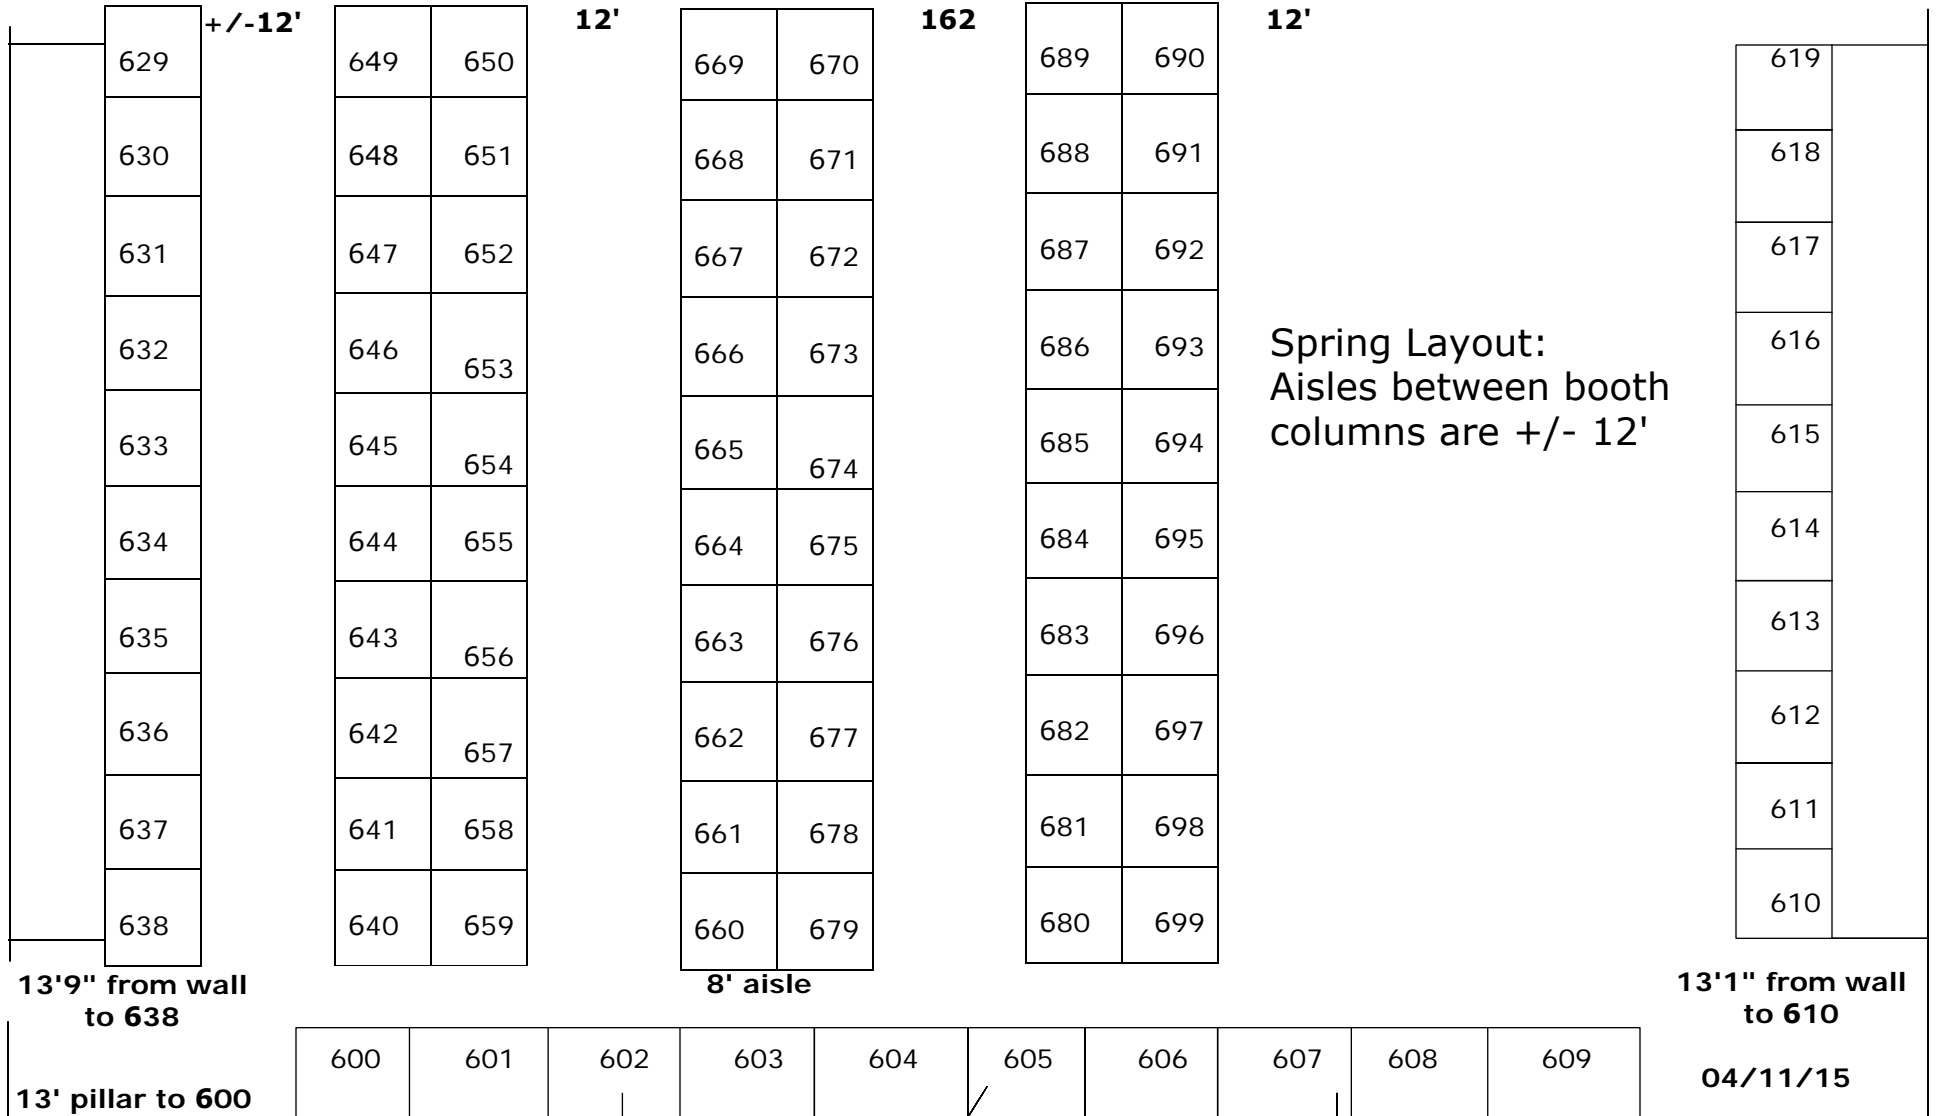 +/-12' 12' 162 12'
629 649 650 669 670 689 690 619
630 648 651 668 671 688 691 618
631 647 652 667 672 687 692 617
632 646 653 666 673 686 693 616
Spring Layout:
Aisles between booth
columns are +/- 12'
633 645 654 665 674 685 694 615
634 644 655 664 675 684 695 614
635 643 656 663 676 683 696 613
636 642 657 662 677 682 697 612
637 641 658 661 678 681 698 611
638 640 659 660 679 680 699 610
13'9" from wall
to 638
8' aisle
13'1" from wall
to 610
600 601 602 603 604 605 606 607 608 609
13' pillar to 600
04/11/15